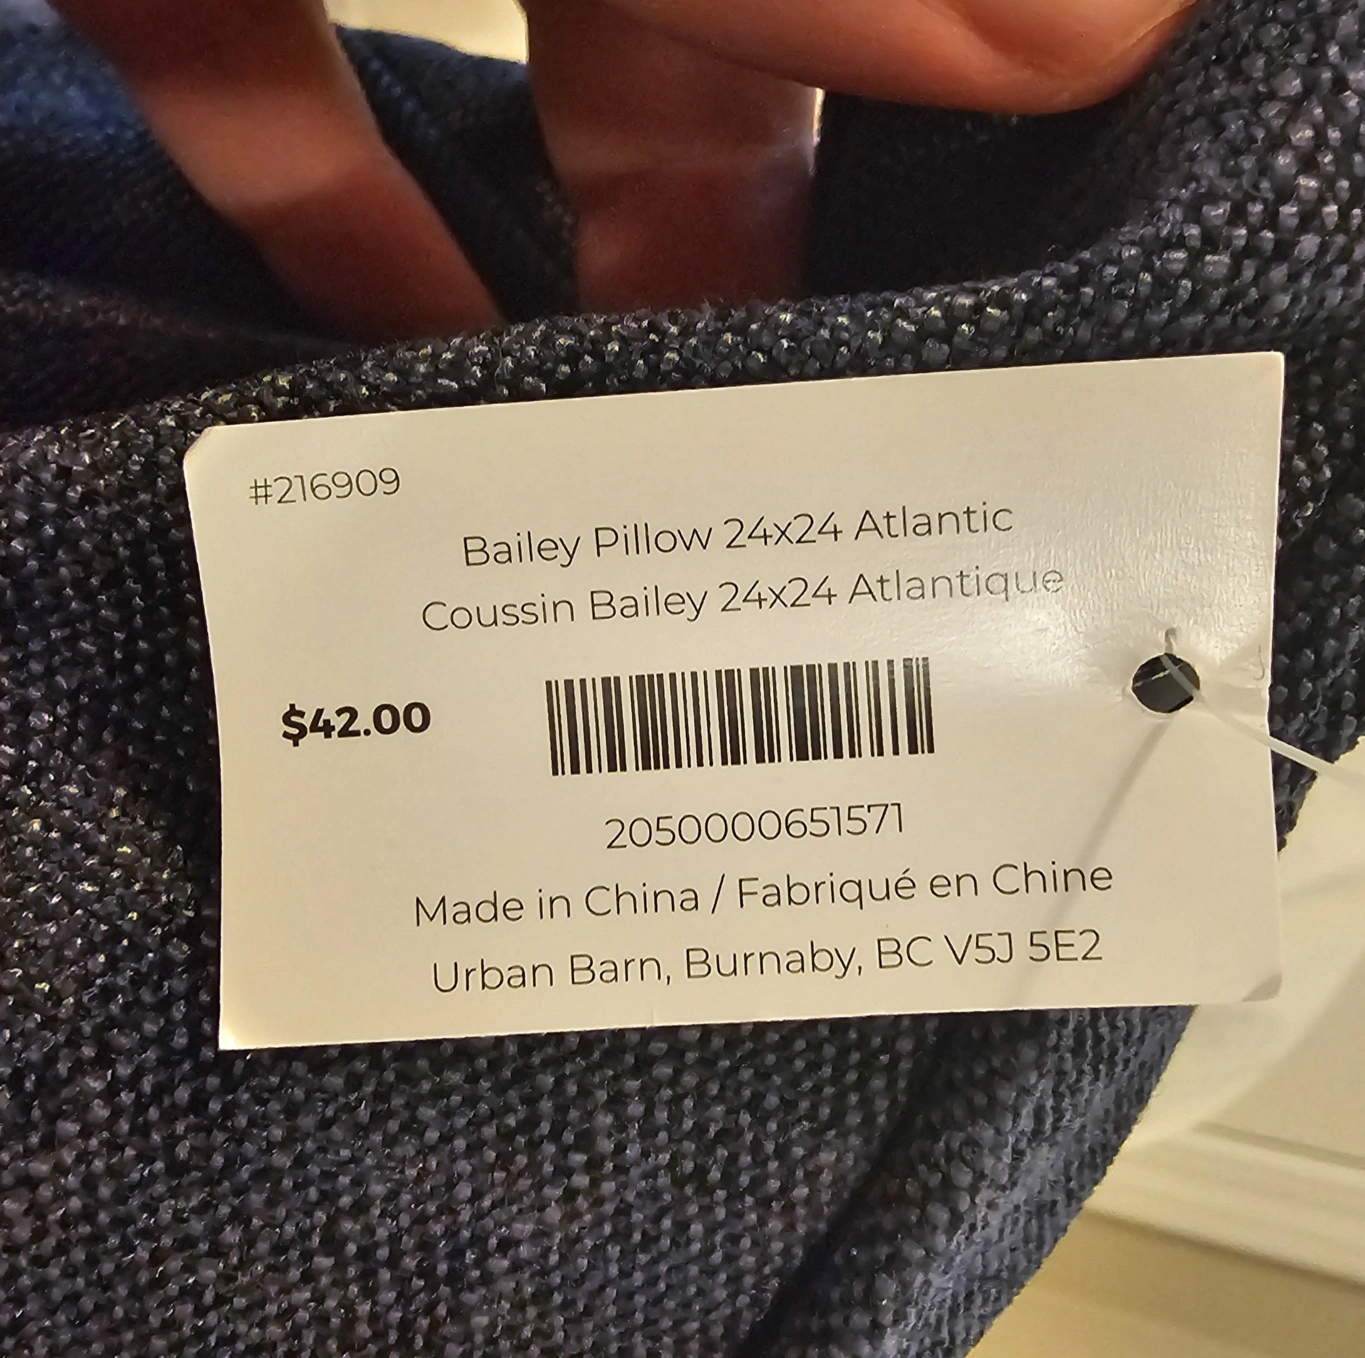 #216909
Bailey Pillow 24x24 Atlantic
Coussin Bailey 24x24 Atlantique
$42.00
2050000651571
Made in China / Fabriqué en Chine
Urban Barn, Burnaby, BC V5J 5E2